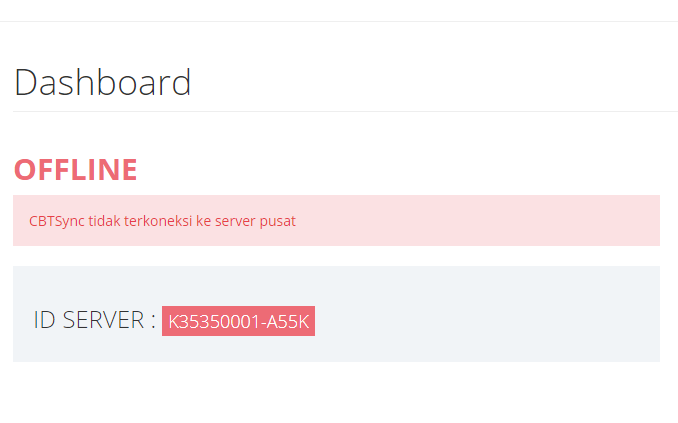 Dashboard
OFFLINE
CBTSync tidak terkoneksi ke server pusat
ID SERVER : K35350001-A55K